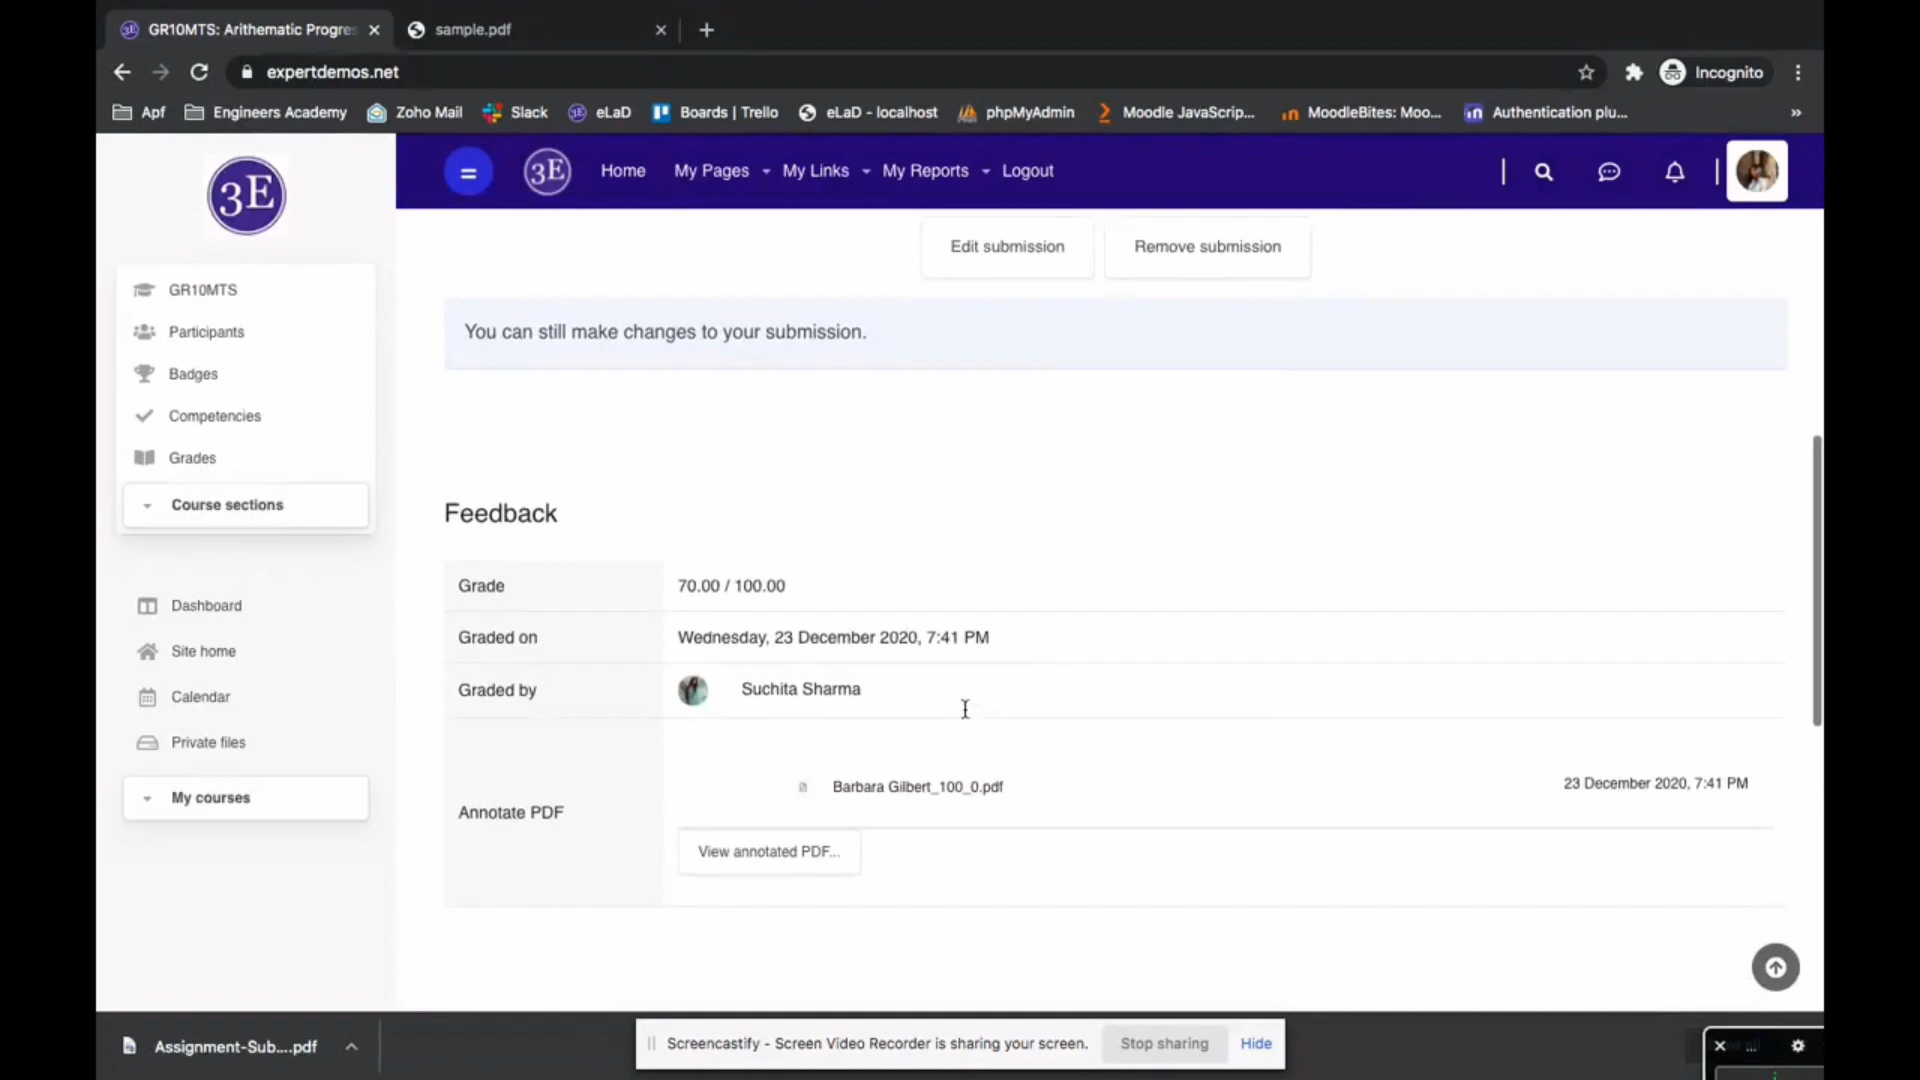 GR10MTS: Arithematic Progres
sample.pdf
expertdemos.net
Incognito
Apf
Engineers Academy
Zoho Mail
Slack
eLaD
Boards | Trello
eLaD - localhost
phpMyAdmin
Moodle JavaScrip...
MoodleBites: Moo...
Authentication plu...
3E
3E
Home
My Pages
My Links
My Reports
Logout
Edit submission
Remove submission
GR10MTS
You can still make changes to your submission.
Participants
Badges
Competencies
Grades
Course sections
Feedback
Grade
70.00 / 100.00
Graded on
Wednesday, 23 December 2020, 7:41 PM
Graded by
Suchita Sharma
Annotate PDF
Barbara Gilbert_100_0.pdf
23 December 2020, 7:41 PM
View annotated PDF...
Dashboard
Site home
Calendar
Private files
My courses
Assignment-Sub....pdf
Screencastify - Screen Video Recorder is sharing your screen.
Stop sharing
Hide